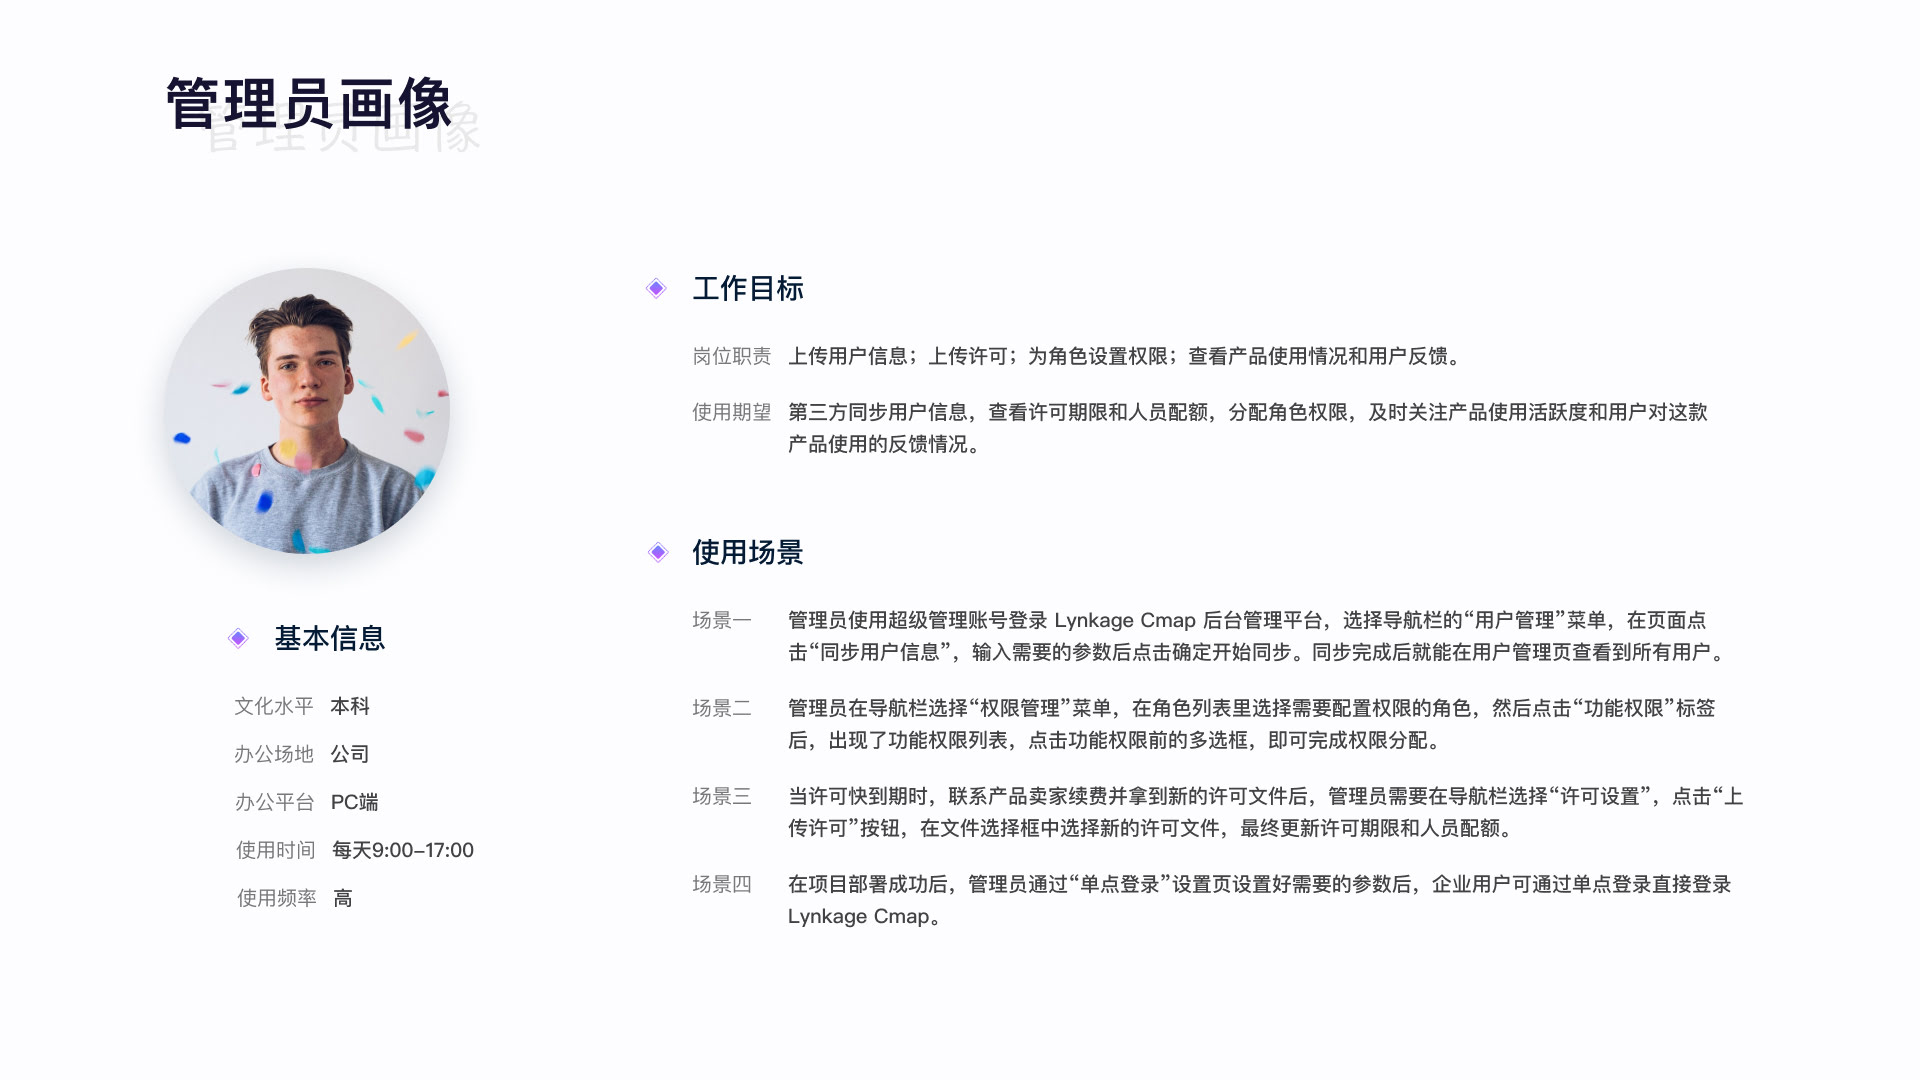 管理员画像
管理员画像
基本信息
文化水平 本科
办公场地 公司
办公平台 PC端
使用时间 每天9:00-17:00
使用频率 高
工作目标
岗位职责 上传用户信息；上传许可；为角色设置权限；查看产品使用情况和用户反馈。
使用期望 第三方同步用户信息，查看许可期限和人员配额，分配角色权限，及时关注产品使用活跃度和用户对这款
产品使用的反馈情况。
使用场景
场景一 管理员使用超级管理账号登录 Lynkage Cmap 后台管理平台，选择导航栏的“用户管理”菜单，在页面点
击“同步用户信息”，输入需要的参数后点击确定开始同步。同步完成后就能在用户管理页查看到所有用户。
场景二 管理员在导航栏选择“权限管理”菜单，在角色列表里选择需要配置权限的角色，然后点击“功能权限”标签
后，出现了功能权限列表，点击功能权限前的多选框，即可完成权限分配。
场景三 当许可快到期时，联系产品卖家续费并拿到新的许可文件后，管理员需要在导航栏选择“许可设置”，点击“上
传许可”按钮，在文件选择框中选择新的许可文件，最终更新许可期限和人员配额。
场景四 在项目部署成功后，管理员通过“单点登录”设置页设置好需要的参数后，企业用户可通过单点登录直接登录
Lynkage Cmap。